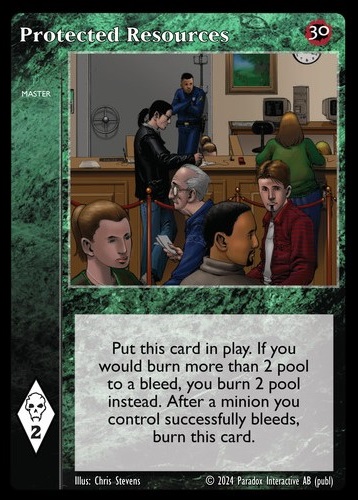 Protected Resources
30
MASTER
Put this card in play. If you
would burn more than 2 pool
to a bleed, you burn 2 pool
instead. After a minion you
control successfully bleeds,
burn this card.
2
Illus: Chris Stevens
© 2024 Paradox Interactive AB (publ)